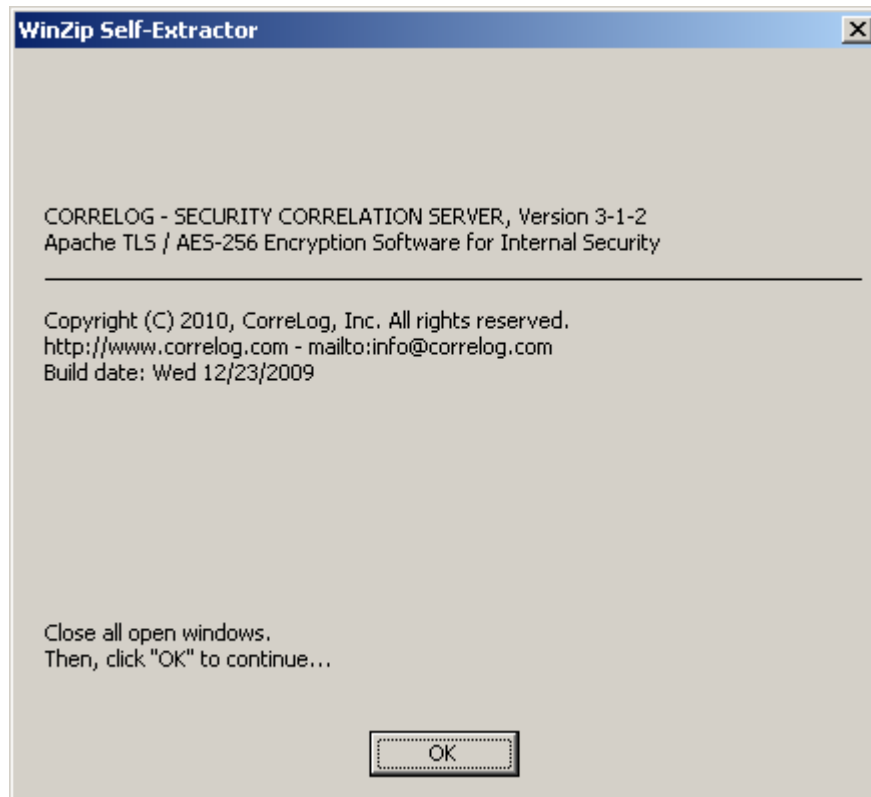 WinZip Self-Extractor
CORRELOG - SECURITY CORRELATION SERVER, Version 3-1-2
Apache TLS / AES-256 Encryption Software for Internal Security
Copyright (C) 2010, CorreLog, Inc. All rights reserved.
http://www.correlog.com - mailto:info@correlog.com
Build date: Wed 12/23/2009
Close all open windows.
Then, click "OK" to continue...
OK